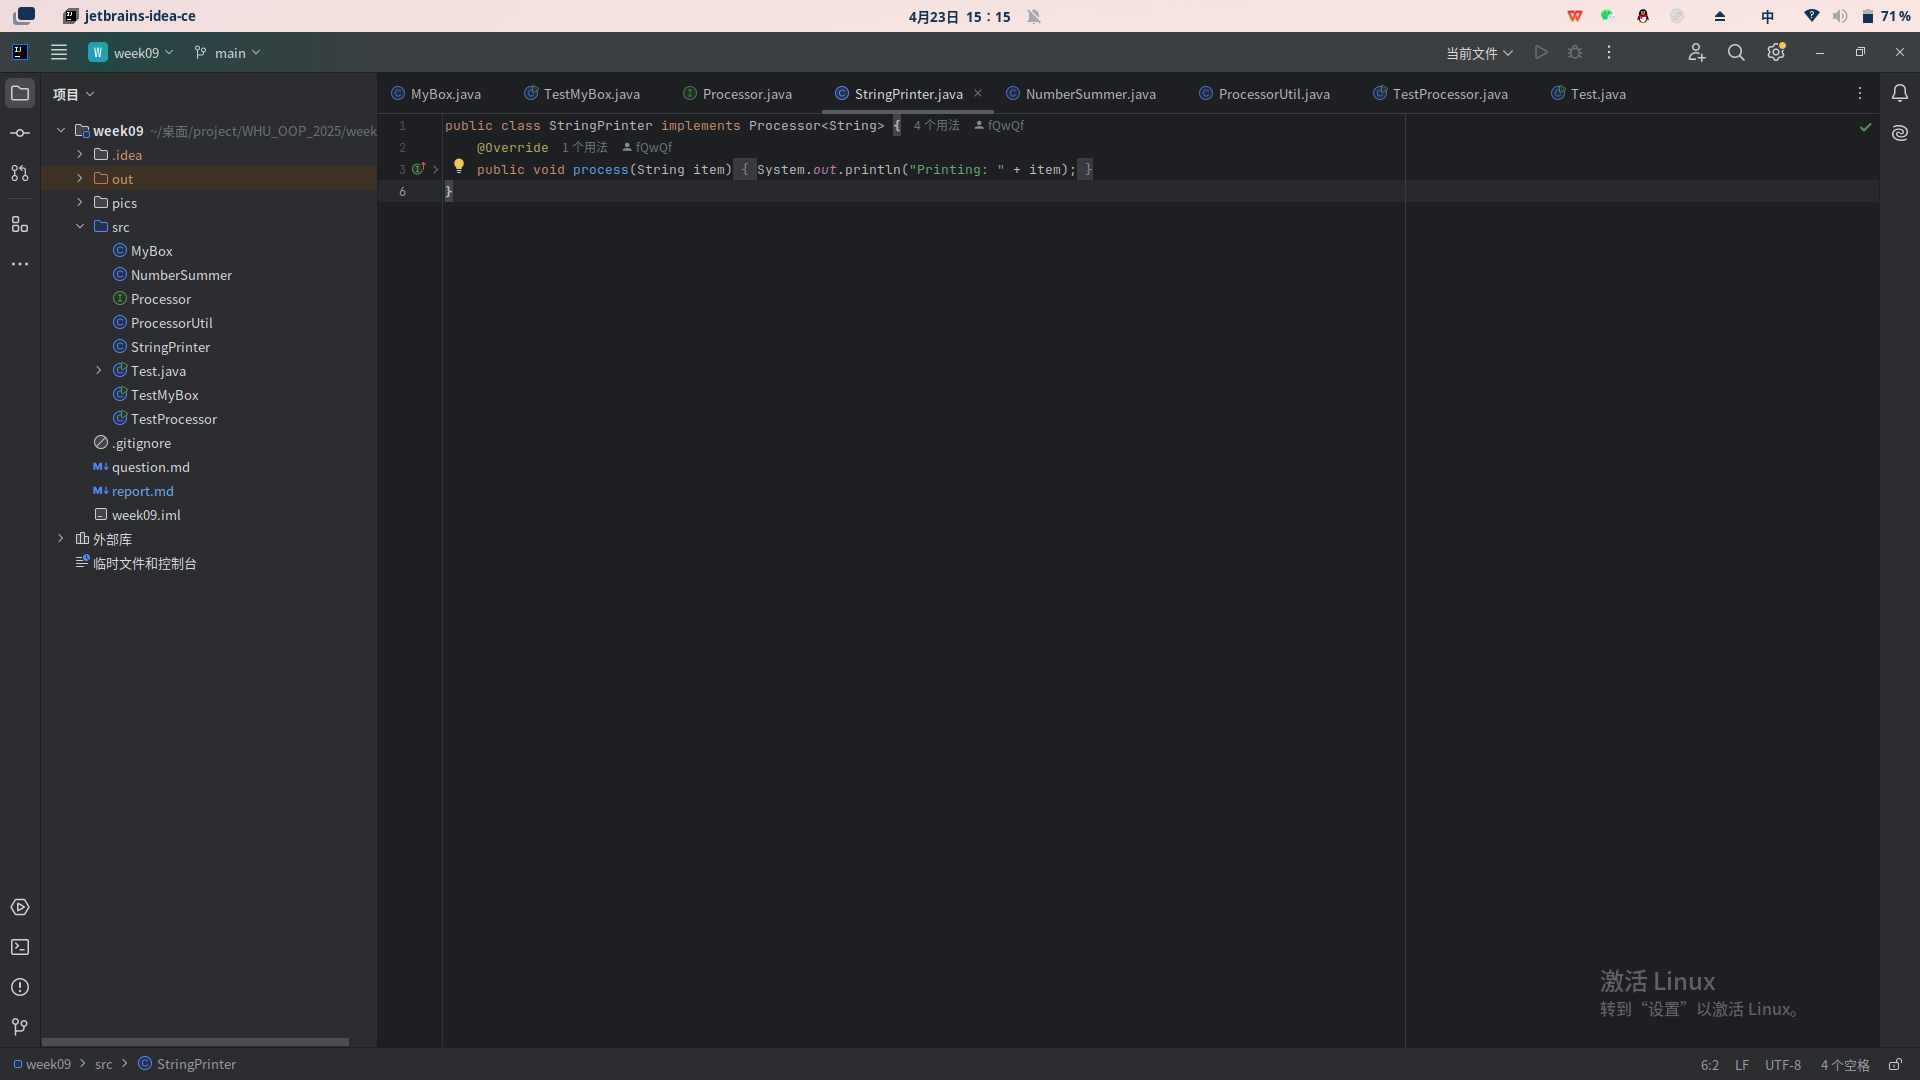 jetbrains-idea-ce
4月23日 15：15
中
71%
W week09
main
当前文件
项目
week09 ~/桌面/project/WHU_OOP_2025/week
.idea
out
pics
src
MyBox
NumberSummer
Processor
ProcessorUtil
StringPrinter
Test.java
TestMyBox
TestProcessor
.gitignore
question.md
report.md
week09.iml
外部库
临时文件和控制台
MyBox.java TestMyBox.java Processor.java StringPrinter.java NumberSummer.java ProcessorUtil.java TestProcessor.java Test.java
1 public class StringPrinter implements Processor<String> { 4 个用法 fQwQf
2 @Override 1 个用法 fQwQf
3 public void process(String item) { System.out.println("Printing: " + item); }
6 }
激活 Linux
转到“设置”以激活 Linux。
week09 > src > StringPrinter
6:2 LF UTF-8 4 个空格